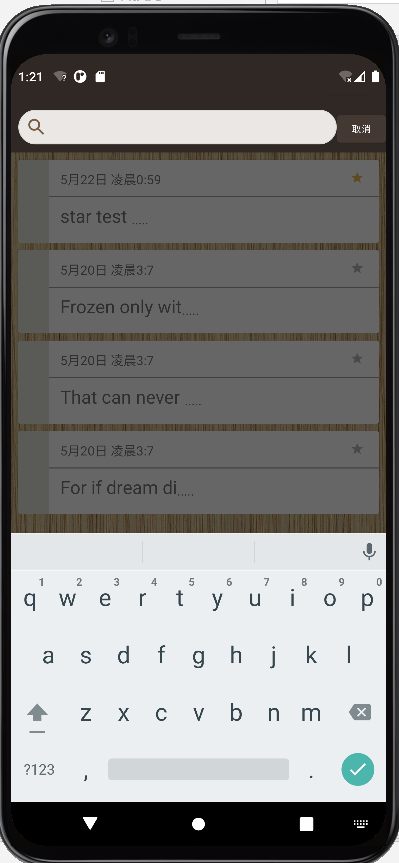 1:21
取消
5月22日 凌晨0:59
star test .....
5月20日 凌晨3:7
Frozen only wit.....
5月20日 凌晨3:7
That can never .....
5月20日 凌晨3:7
For if dream di.....
1 2 3 4 5 6 7 8 9 0
q w e r t y u i o p
a s d f g h j k l
z x c v b n m
?123 , .